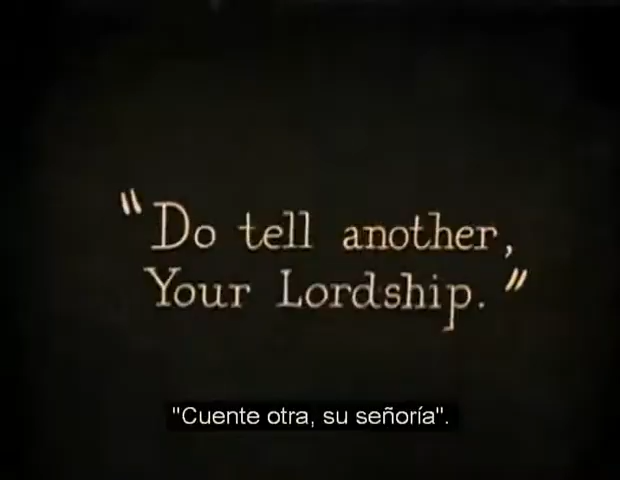 "Do tell another,
Your Lordship."
"Cuente otra, su señoría".